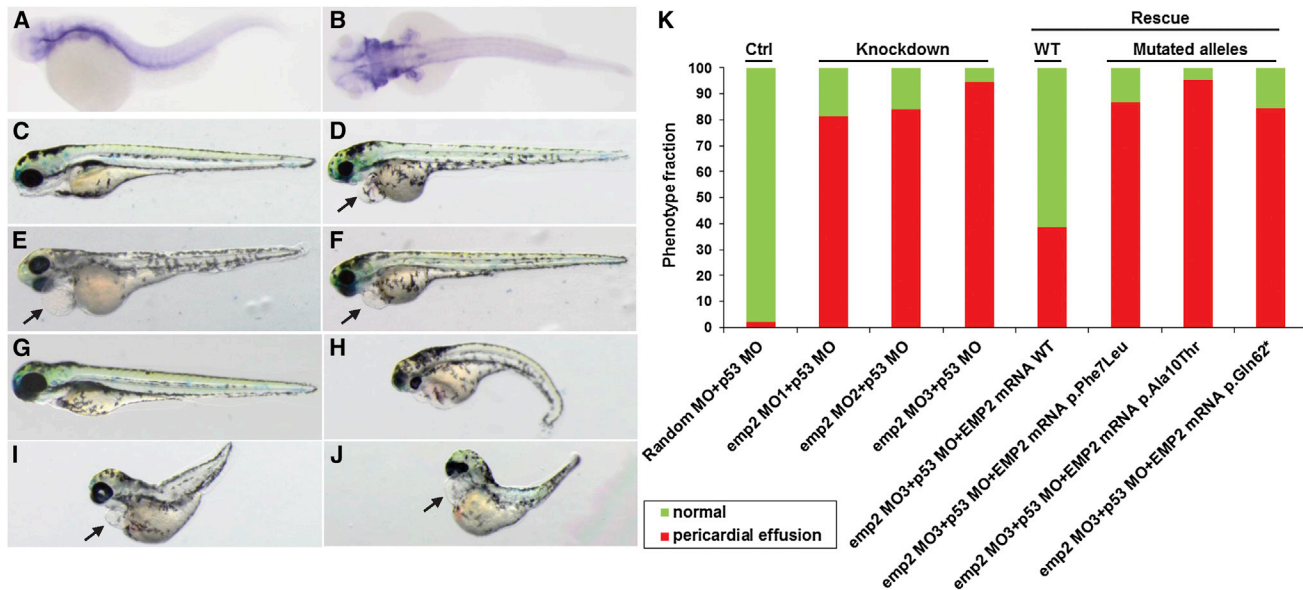 A
B
C
D
E
F
G
H
I
J
K
Rescue
Ctrl
Knockdown
WT
Mutated alleles
Phenotype fraction
100
90
80
70
60
50
40
30
20
10
0
Random MO+p53 MO
emp2 MO1+p53 MO
emp2 MO2+p53 MO
emp2 MO3+p53 MO
emp2 MO3+p53 MO+EMP2 mRNA WT
emp2 MO3+p53 MO+EMP2 mRNA p.Phe7Leu
emp2 MO3+p53 MO+EMP2 mRNA p.Ala10Thr
emp2 MO3+p53 MO+EMP2 mRNA p.Gln62*
normal
pericardial effusion